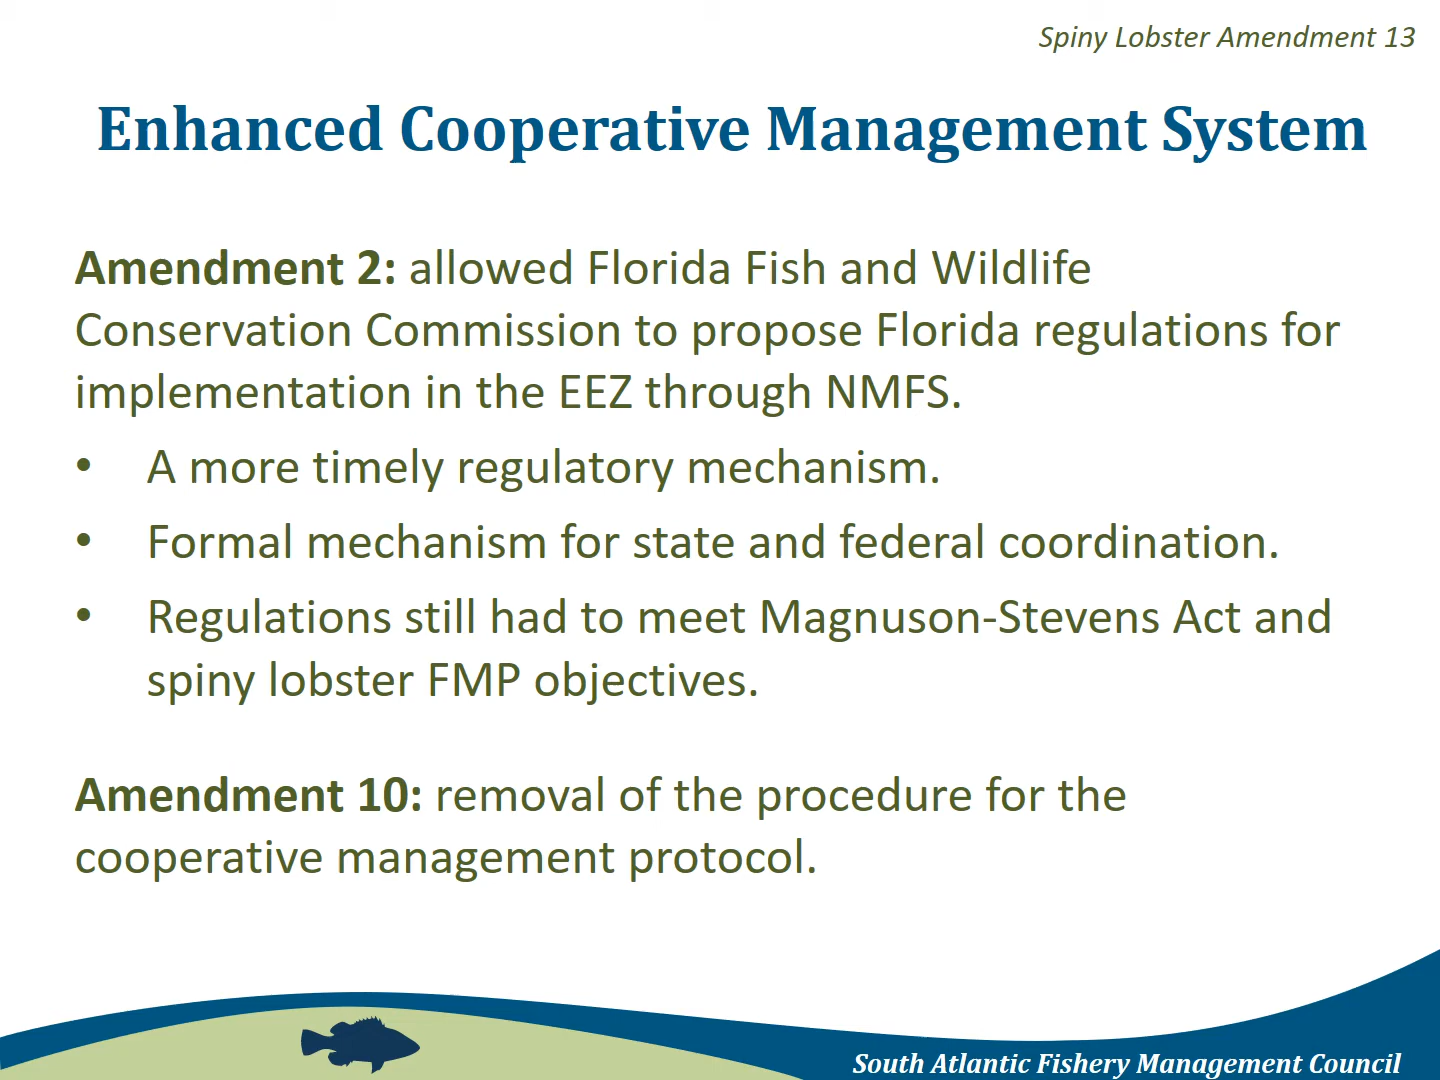 Spiny Lobster Amendment 13
Enhanced Cooperative Management System
Amendment 2: allowed Florida Fish and Wildlife
Conservation Commission to propose Florida regulations for
implementation in the EEZ through NMFS.
• A more timely regulatory mechanism.
• Formal mechanism for state and federal coordination.
• Regulations still had to meet Magnuson-Stevens Act and
spiny lobster FMP objectives.
Amendment 10: removal of the procedure for the
cooperative management protocol.
South Atlantic Fishery Management Council